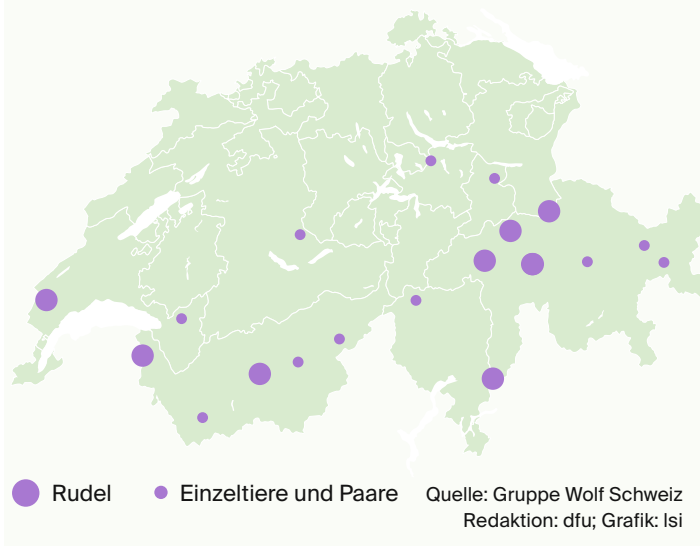 Rudel
Einzeltiere und Paare
Quelle: Gruppe Wolf Schweiz
Redaktion: dfu; Grafik: lsi